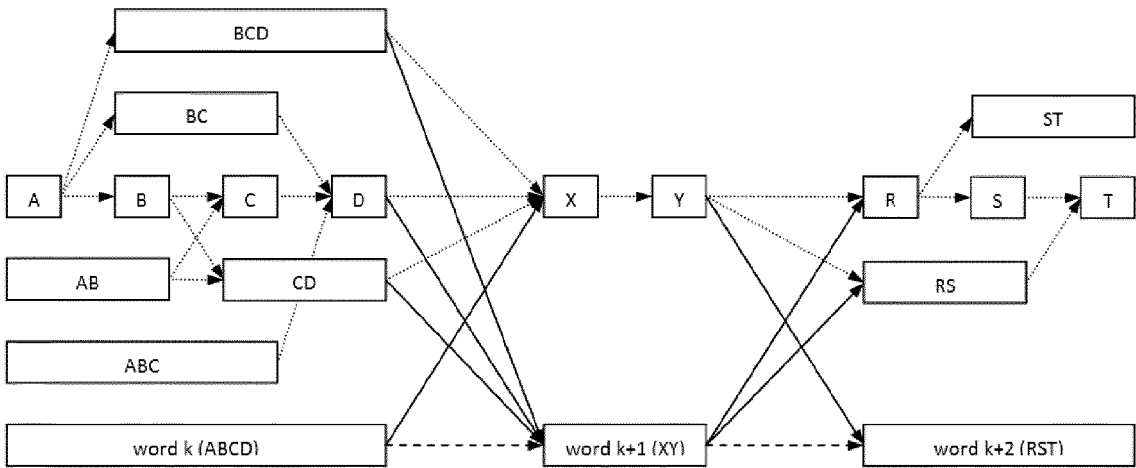 BCD
BC
ST
A
B
C
D
X
Y
R
S
T
AB
CD
RS
ABC
word k (ABCD)
word k+1 (XY)
word k+2 (RST)